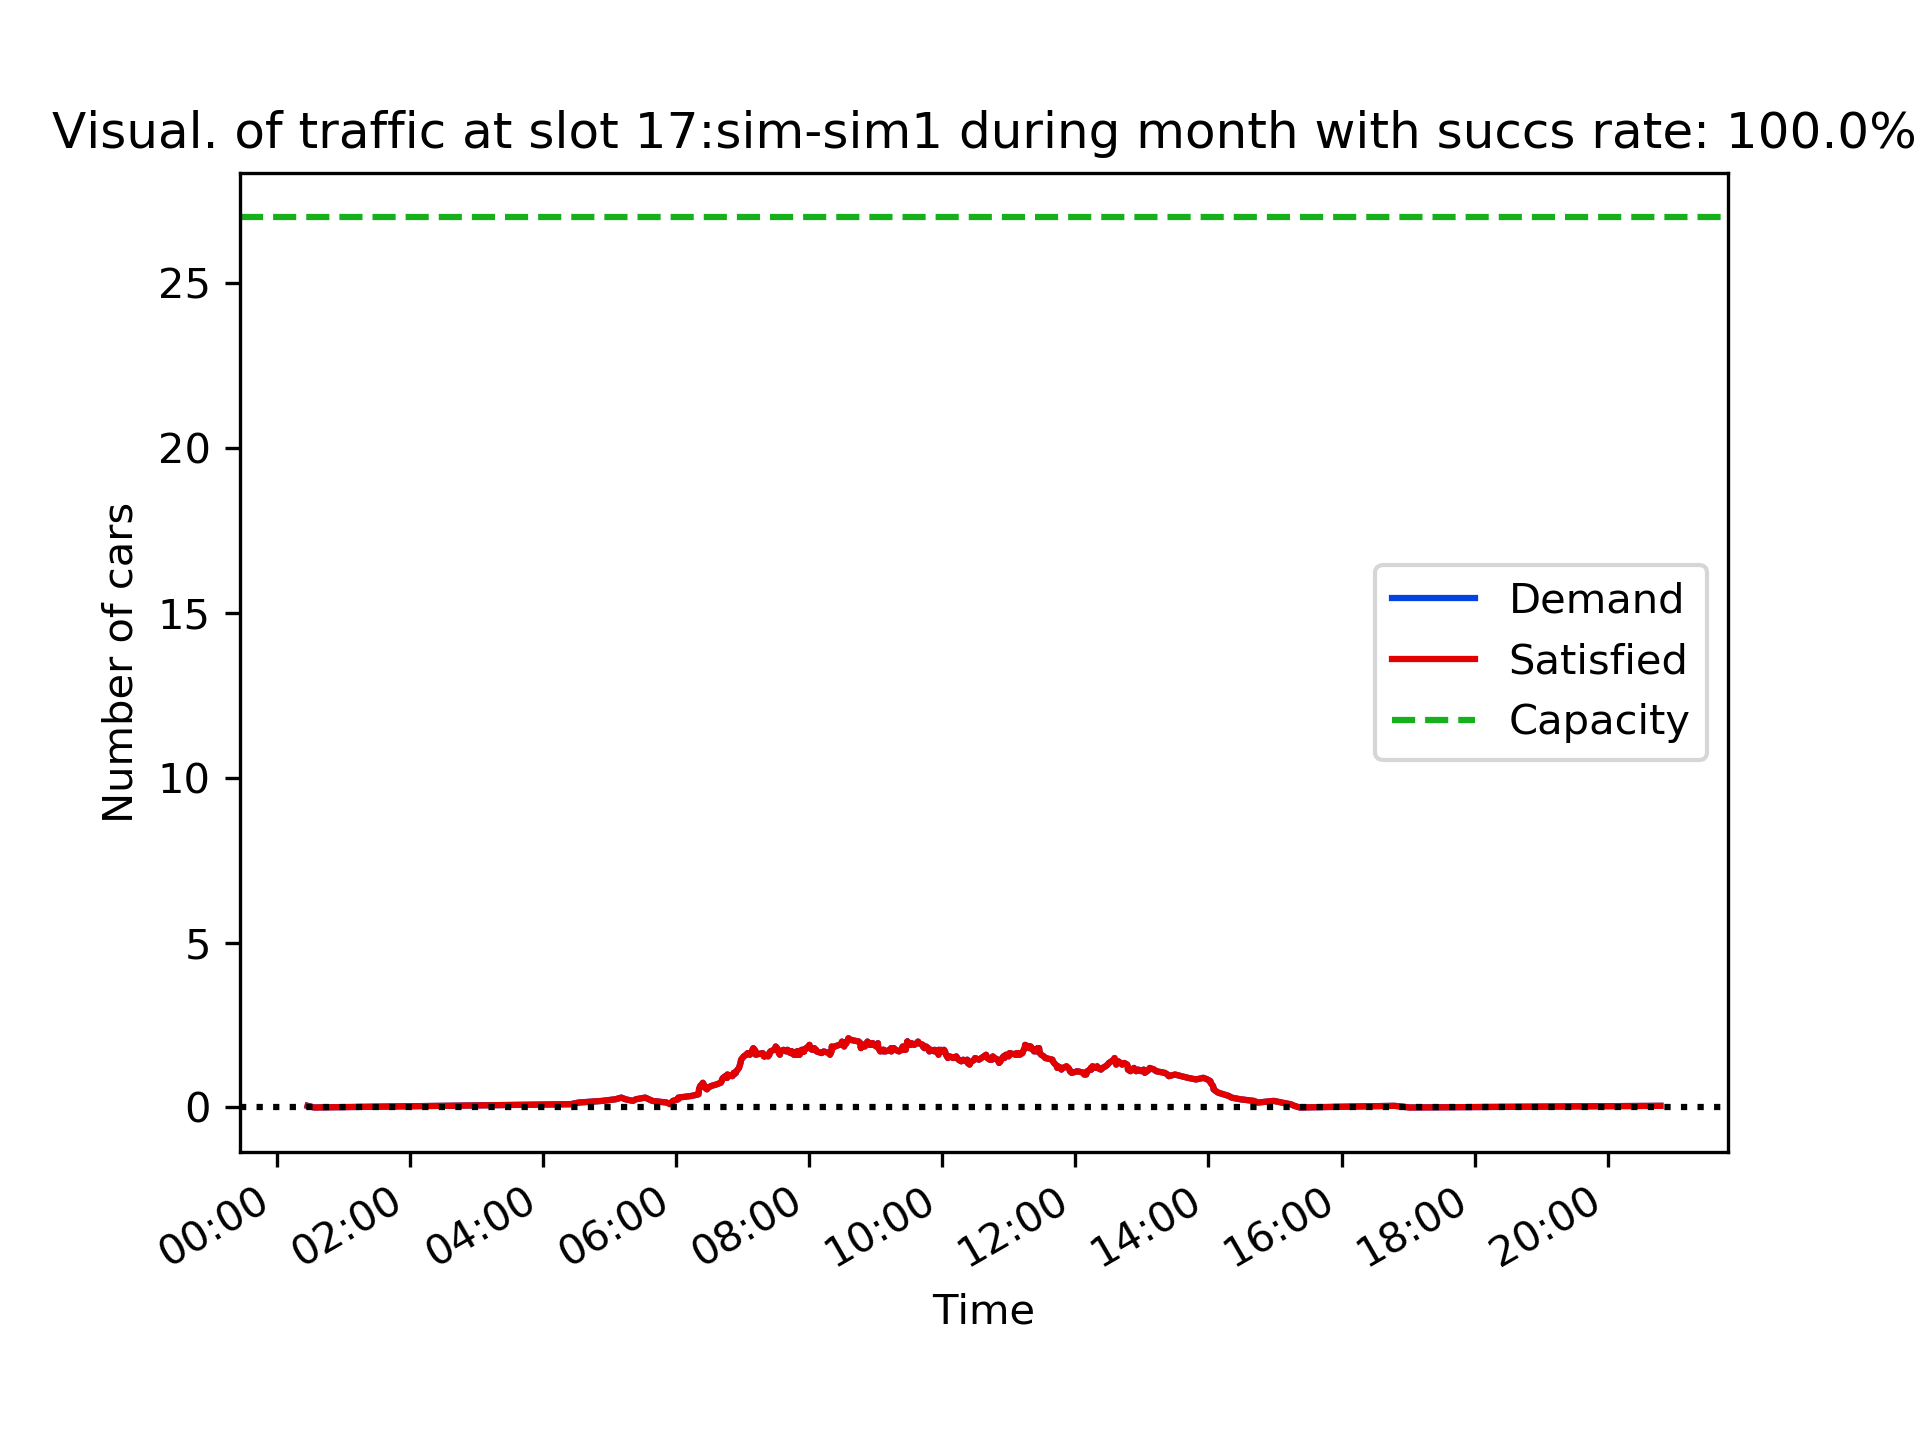 Visual. of traffic at slot 17:sim-sim1 during month with succs rate: 100.0%
25
20
15
10
5
0
Number of cars
Demand
Satisfied
Capacity
00:00
02:00
04:00
06:00
08:00
10:00
12:00
14:00
16:00
18:00
20:00
Time